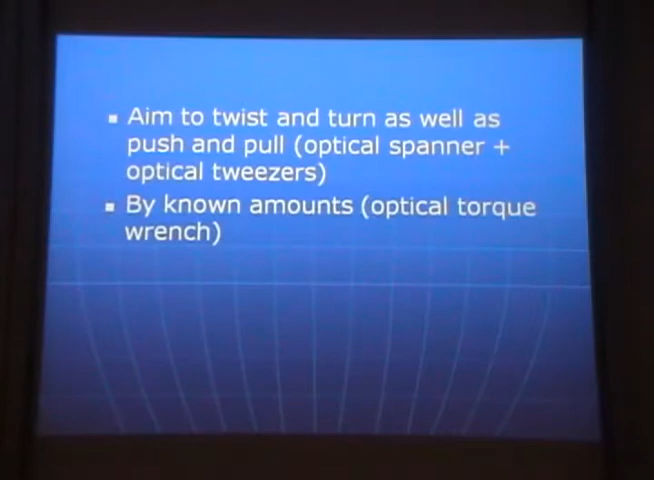 ▪ Aim to twist and turn as well as
push and pull (optical spanner +
optical tweezers)
▪ By known amounts (optical torque
wrench)